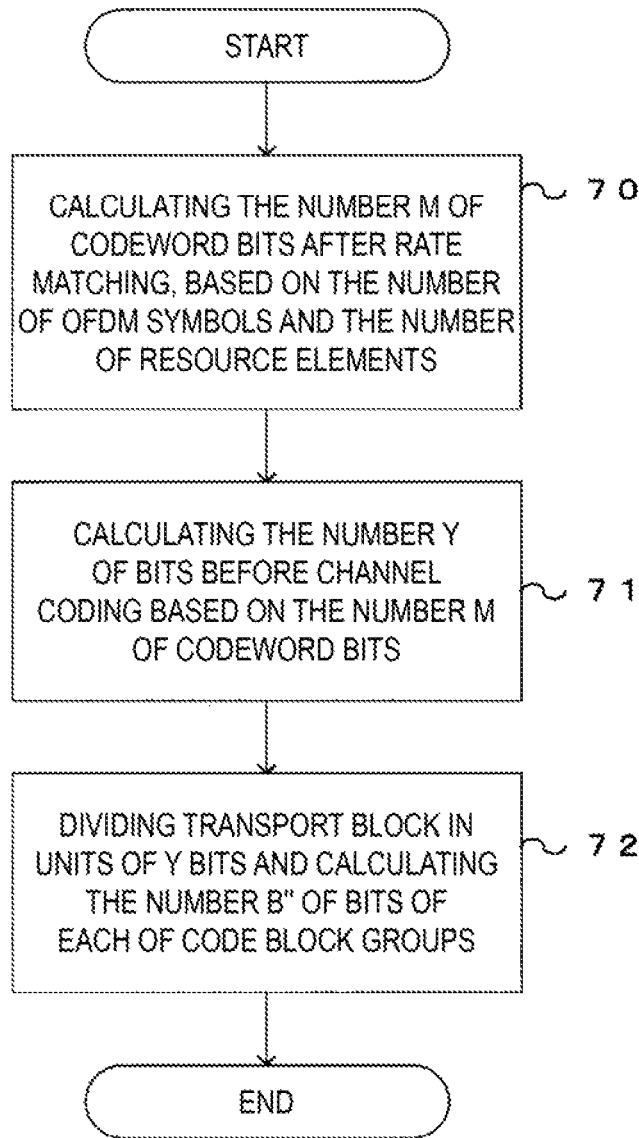 START
CALCULATING THE NUMBER M OF
CODEWORD BITS AFTER RATE
MATCHING, BASED ON THE NUMBER
OF OFDM SYMBOLS AND THE NUMBER
OF RESOURCE ELEMENTS
70
CALCULATING THE NUMBER Y
OF BITS BEFORE CHANNEL
CODING BASED ON THE NUMBER M
OF CODEWORD BITS
71
DIVIDING TRANSPORT BLOCK IN
UNITS OF Y BITS AND CALCULATING
THE NUMBER B" OF BITS OF
EACH OF CODE BLOCK GROUPS
72
END